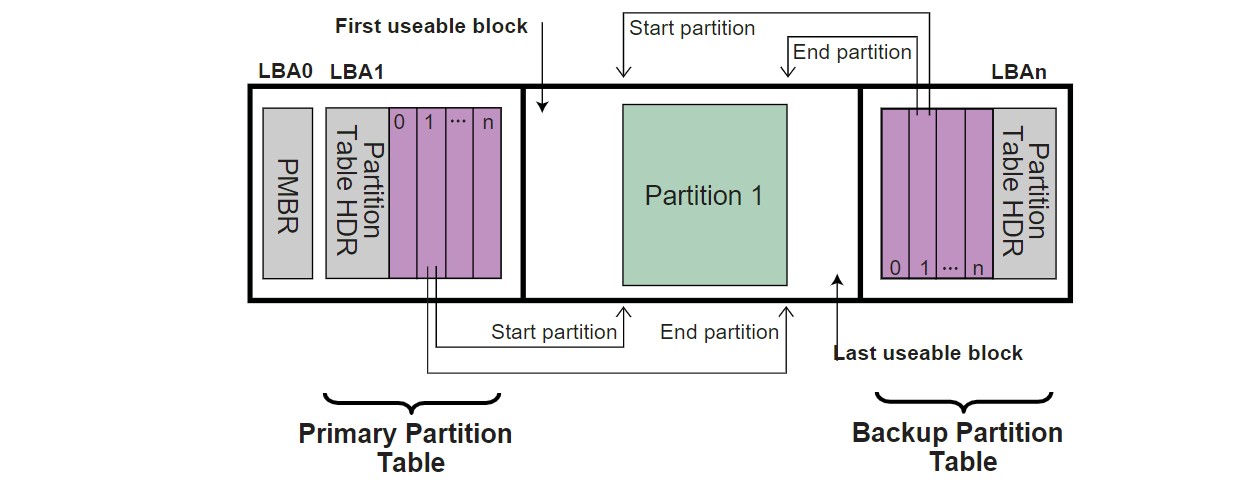 First useable block
Start partition
End partition
LBA0
LBA1
LBAn
PMBR
Partition
Table HDR
0
1
...
n
Partition 1
0
1
...
n
Partition
Table HDR
Start partition
End partition
Last useable block
Primary Partition
Table
Backup Partition
Table